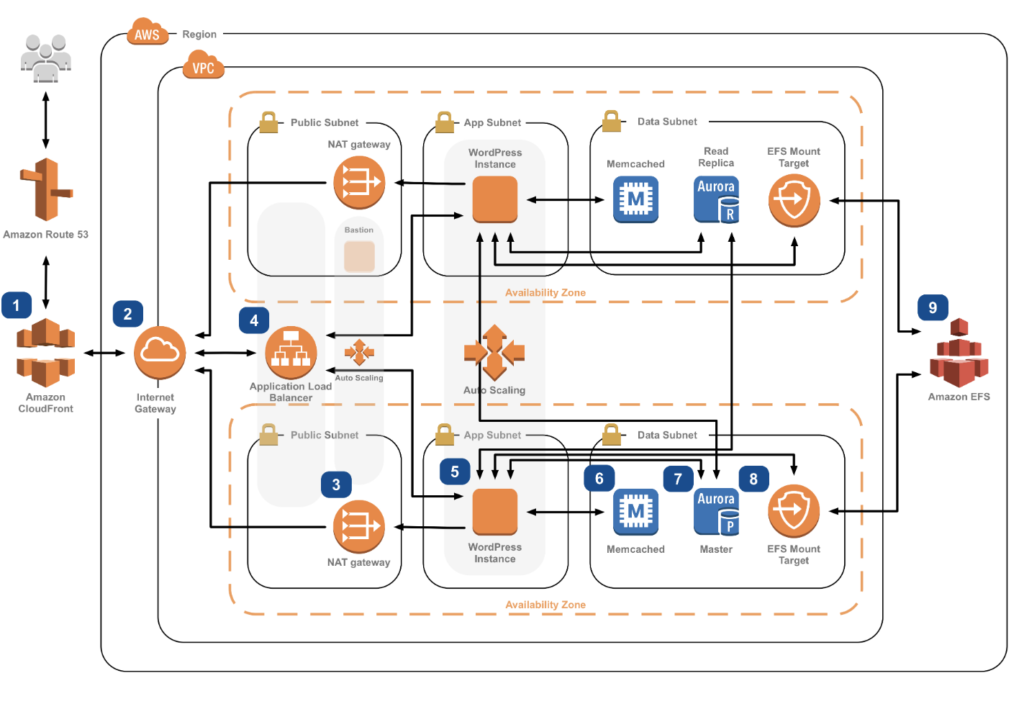 AWS
Region
VPC
Public Subnet
App Subnet
Data Subnet
NAT gateway
WordPress
Instance
Memcached
Read
Replica
EFS Mount
Target
M
Aurora
R
Amazon Route 53
Bastion
Availability Zone
1
2
4
9
Amazon
CloudFront
Internet
Gateway
Application Load
Balancer
Auto Scaling
Auto Scaling
Amazon EFS
Public Subnet
App Subnet
Data Subnet
3
5
6
7
8
M
Aurora
P
NAT gateway
WordPress
Instance
Memcached
Master
EFS Mount
Target
Availability Zone